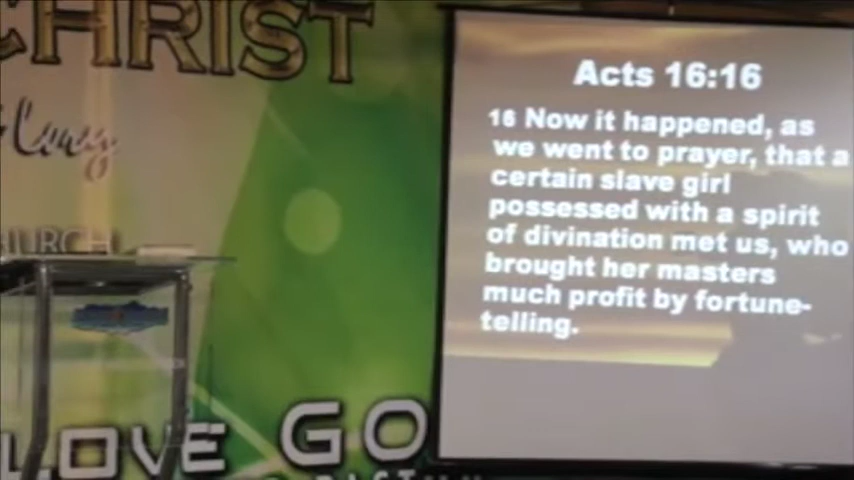 CHRIST
CHURCH
LOVE GO
Acts 16:16
16 Now it happened, as
we went to prayer, that a
certain slave girl
possessed with a spirit
of divination met us, who
brought her masters
much profit by fortune-
telling.